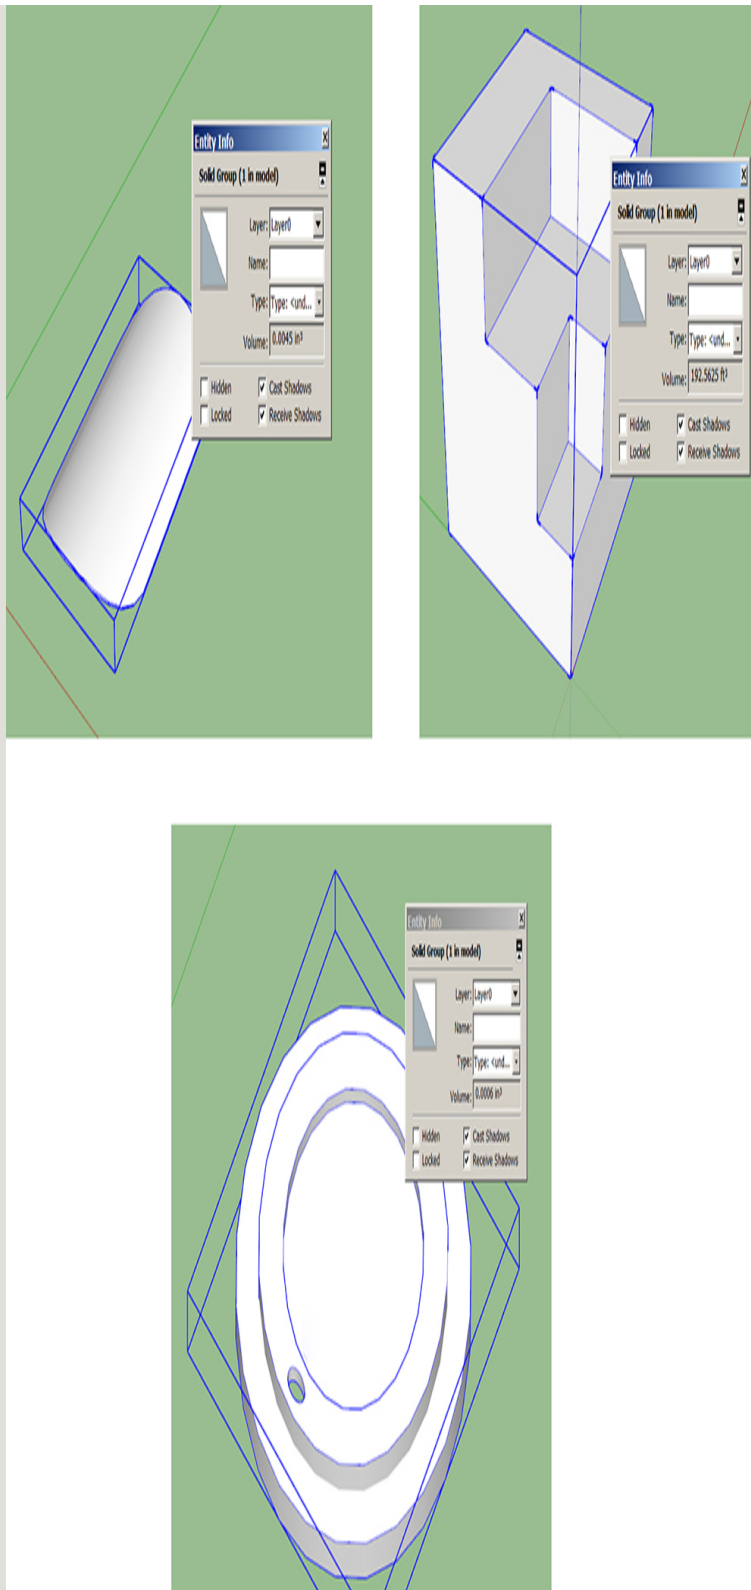 Entity Info
Solid Group (1 in model)
Layer: Layer0
Name:
Type: Type: <und...
Volume: 0.0045 in³
Hidden Cast Shadows
Locked Receive Shadows
Entity Info
Solid Group (1 in model)
Layer: Layer0
Name:
Type: Type: <und...
Volume: 192.5625 ft³
Hidden Cast Shadows
Locked Receive Shadows
Entity Info
Solid Group (1 in model)
Layer: Layer0
Name:
Type: Type: <und...
Volume: 0.0006 in³
Hidden Cast Shadows
Locked Receive Shadows